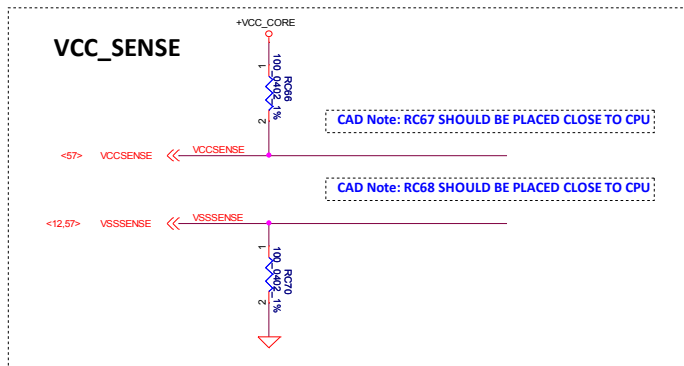 +VCC_CORE
VCC_SENSE
1
RC66
100_0402_1%
2
CAD Note: RC67 SHOULD BE PLACED CLOSE TO CPU
<57> VCCSENSE VCCSENSE
CAD Note: RC68 SHOULD BE PLACED CLOSE TO CPU
<12,57> VSSSENSE VSSSENSE
1
RC70
100_0402_1%
2